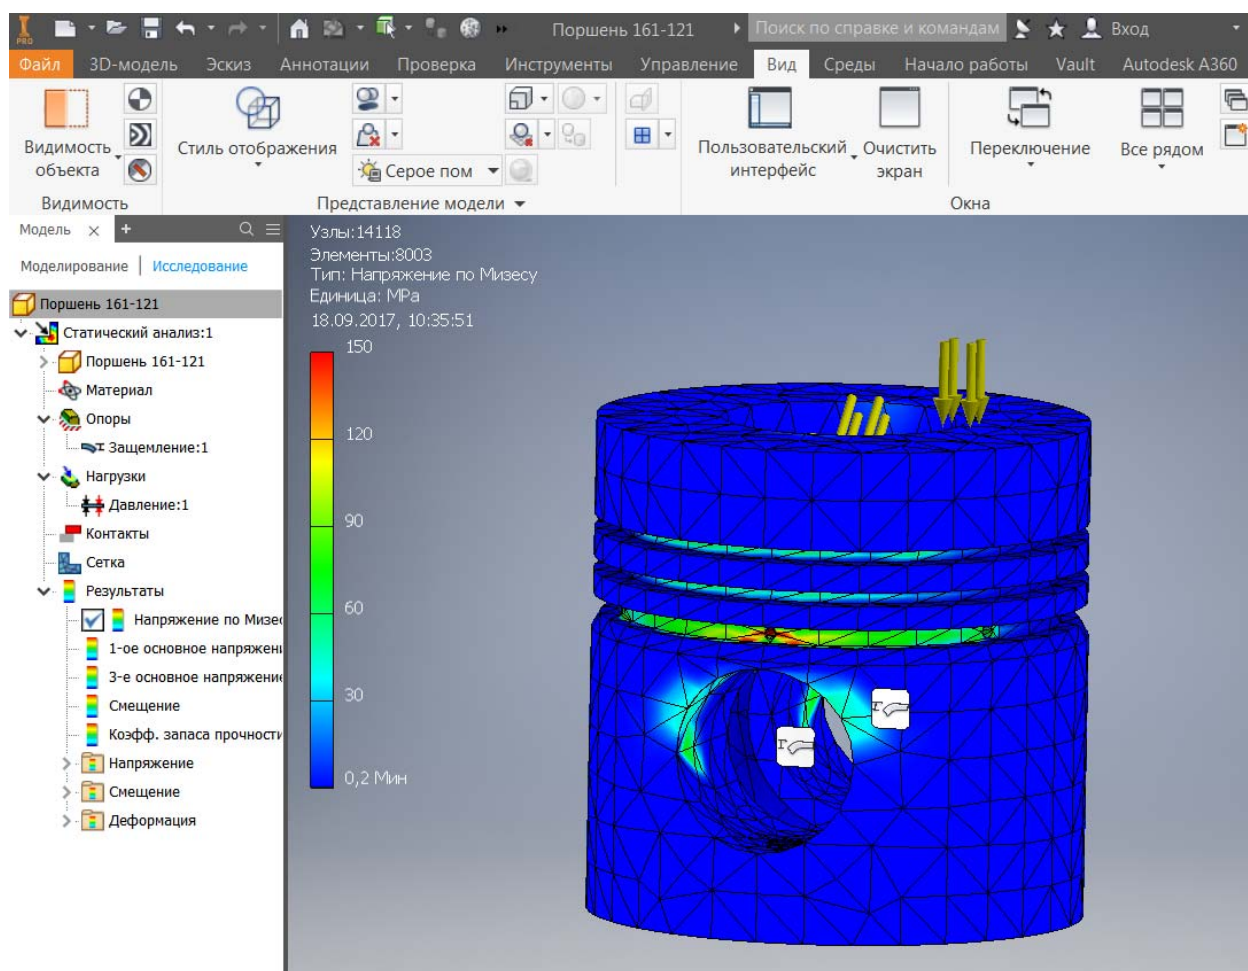 PRO
Поршень 161-121
Поиск по справке и командам
Вход
Файл 3D-модель Эскиз Аннотации Проверка Инструменты Управление Вид Среды Начало работы Vault Autodesk A360
Видимость объекта
Стиль отображения
Серое пом
Пользовательский интерфейс
Очистить экран
Переключение
Все рядом
Видимость
Представление модели
Окна
Модель
Моделирование Исследование
Поршень 161-121
Статический анализ:1
Поршень 161-121
Материал
Опоры
Защемление:1
Нагрузки
Давление:1
Контакты
Сетка
Результаты
Напряжение по Мизес
1-ое основное напряжени
3-е основное напряжение
Смещение
Коэфф. запаса прочности
Напряжение
Смещение
Деформация
Узлы:14118
Элементы:8003
Тип: Напряжение по Мизесу
Единица: MPa
18.09.2017, 10:35:51
150
120
90
60
30
0,2 Мин